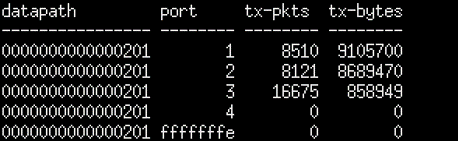 datapath port tx-pkts tx-bytes
---------------- -------- -------- --------
0000000000000201 1 8510 9105700
0000000000000201 2 8121 8689470
0000000000000201 3 16675 858949
0000000000000201 4 0 0
0000000000000201 fffffffe 0 0